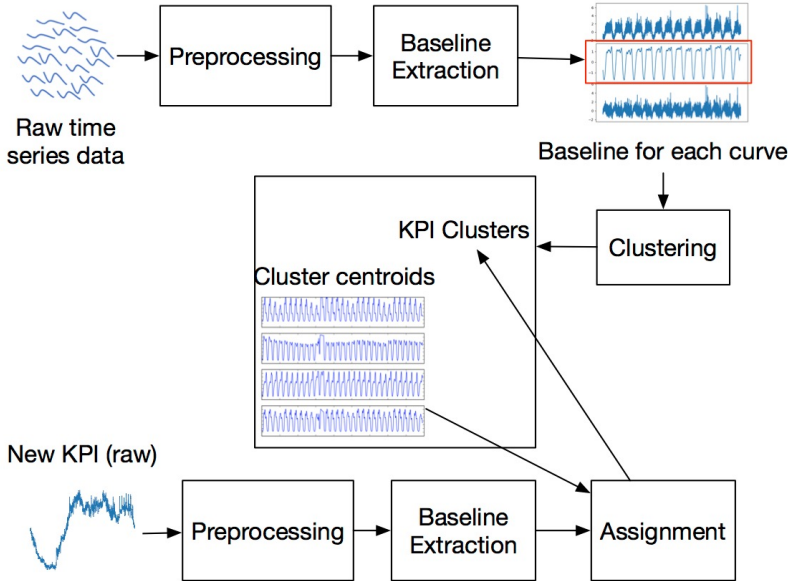 Preprocessing
Baseline
Extraction
Raw time
series data
Baseline for each curve
Clustering
KPI Clusters
Cluster centroids
New KPI (raw)
Preprocessing
Baseline
Extraction
Assignment